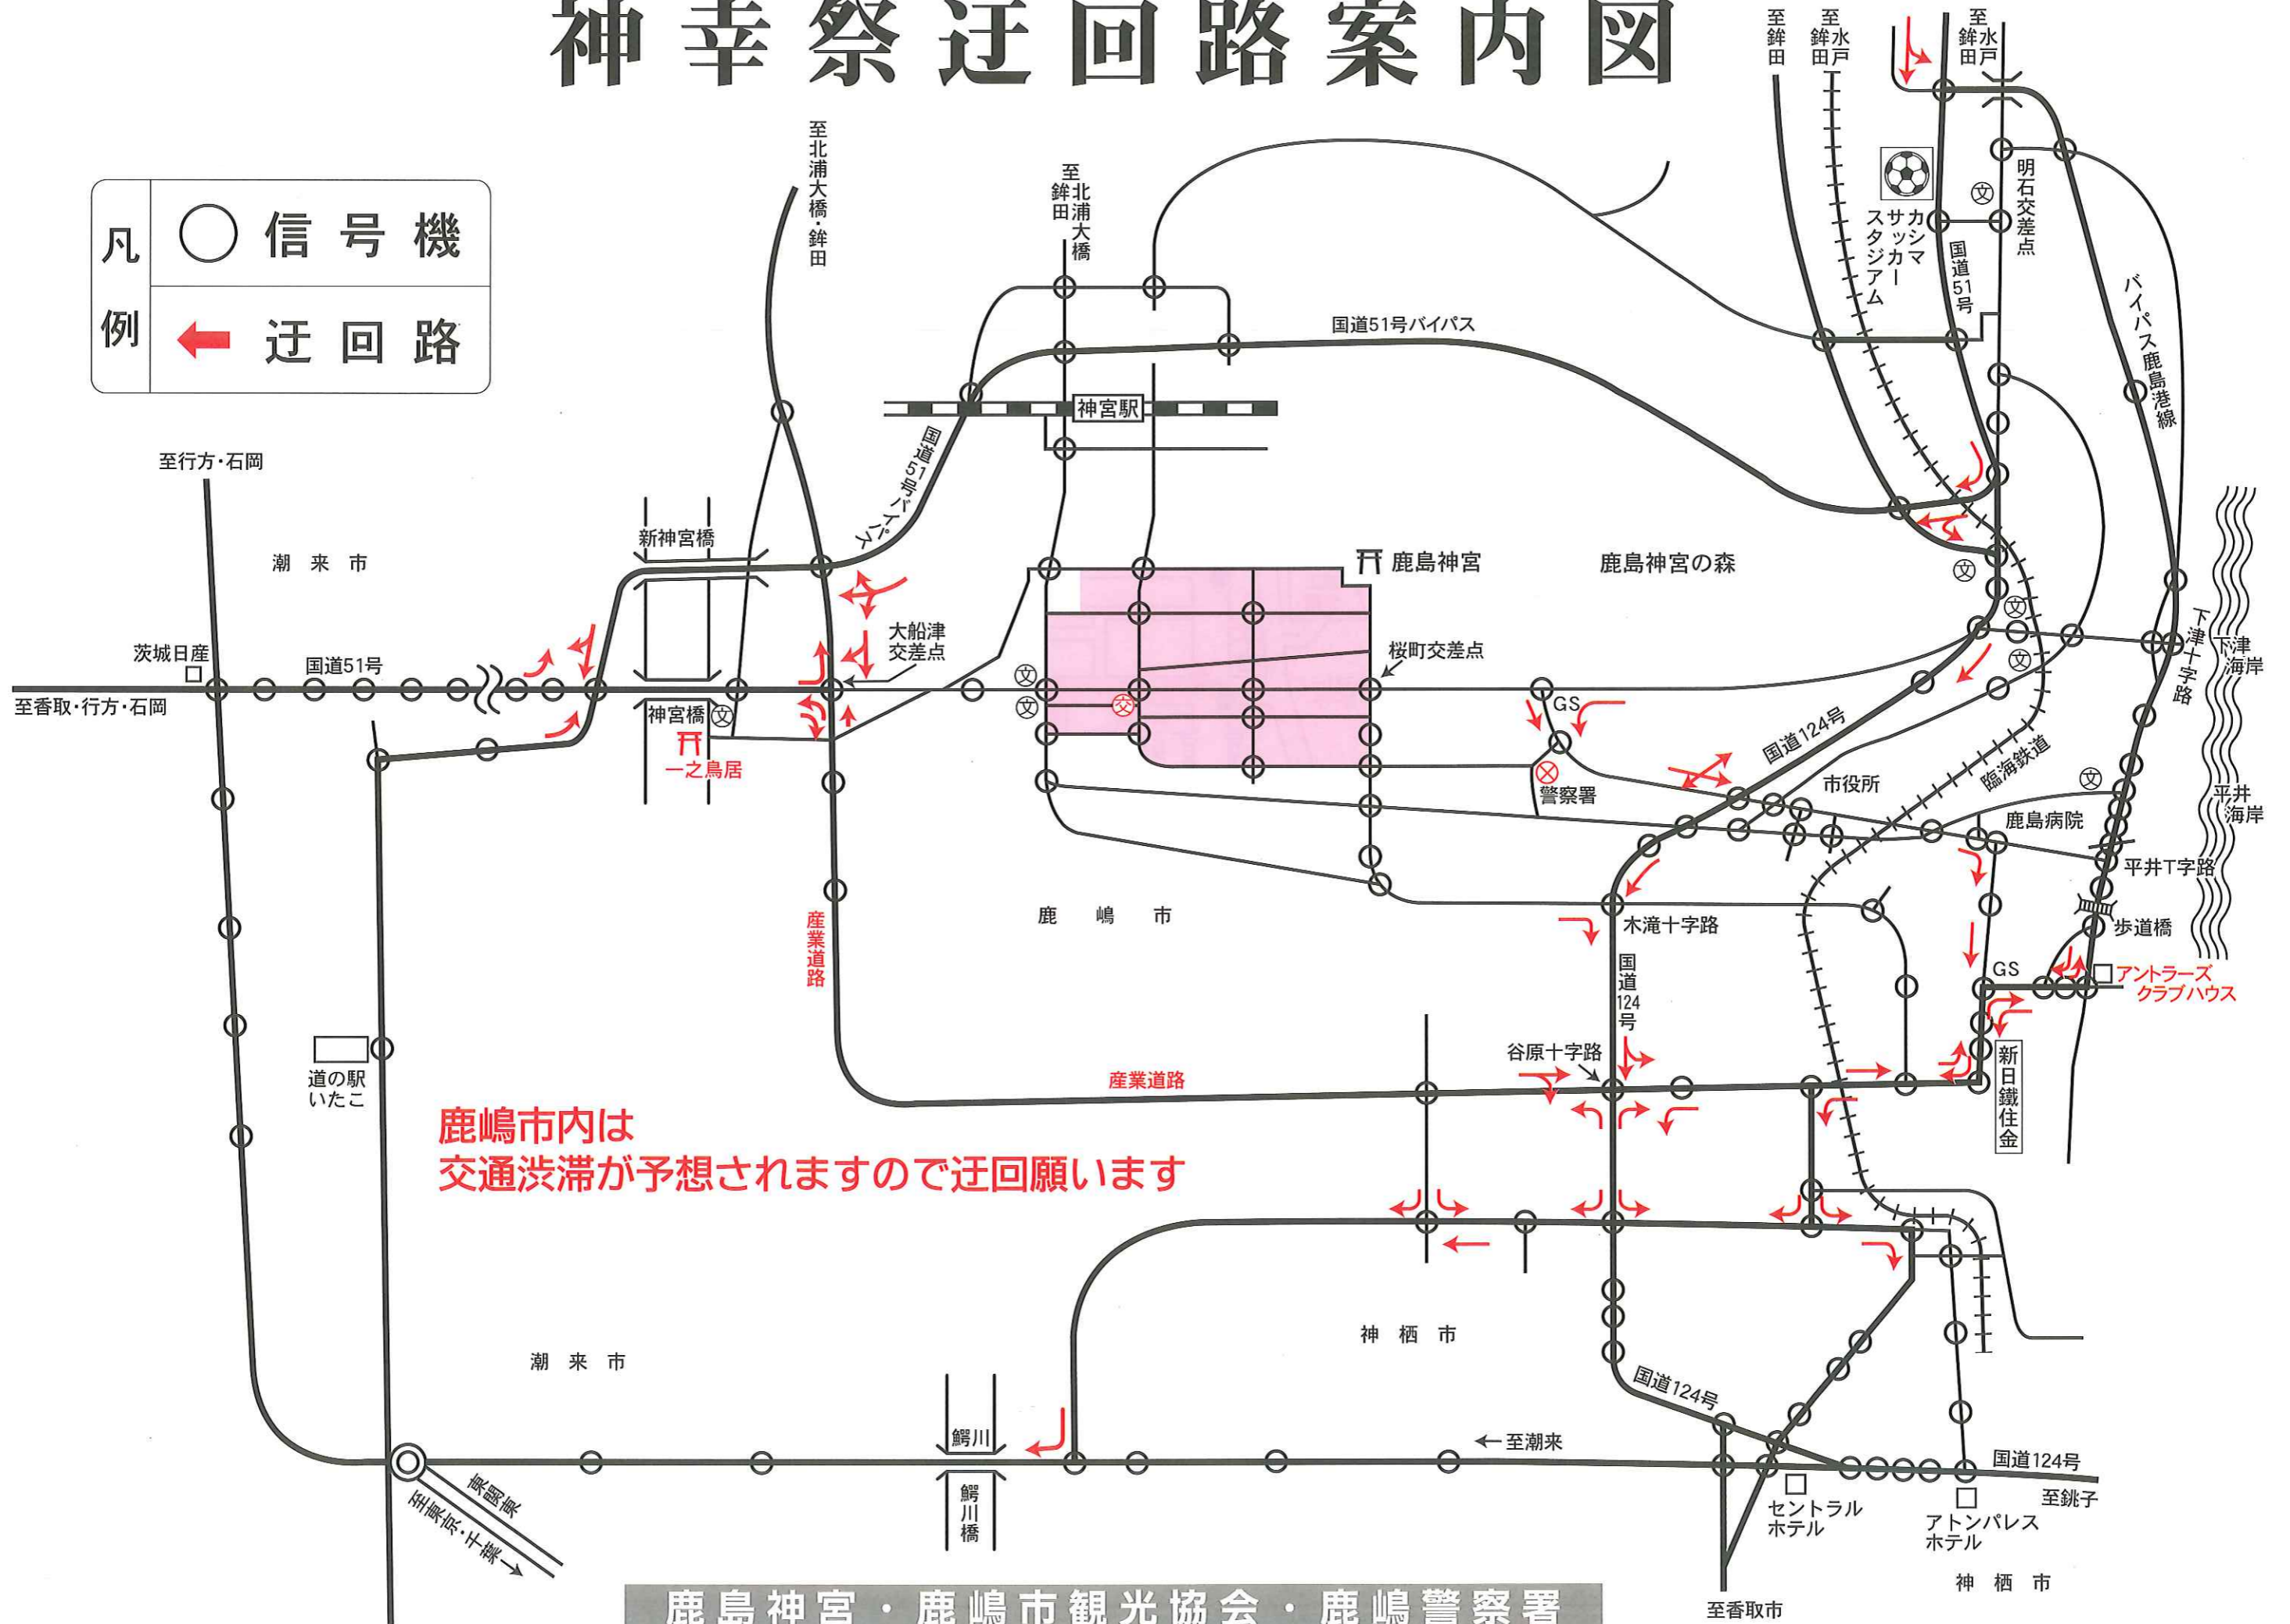 神幸祭迂回路案内図
凡例
信号機
迂回路
至鉾田
至水戸
鉾田
至水戸
鉾田
至北浦大橋・鉾田
至北浦大橋
鉾田
明石交差点
文
カシマ
サッカー
スタジアム
国道51号
バイパス鹿島港線
国道51号バイパス
神宮駅
国道51号バイパス
至行方・石岡
新神宮橋
潮来市
鹿島神宮
鹿島神宮の森
文
文
文
下津十字路
下津
海岸
茨城日産
国道51号
大船津
交差点
桜町交差点
至香取・行方・石岡
神宮橋
文
一之鳥居
文
文
交
GS
国道124号
臨海鉄道
市役所
文
平井
海岸
警察署
鹿島病院
平井T字路
鹿嶋市
産業道路
木滝十字路
歩道橋
国道124号
GS
アントラーズ
クラブハウス
道の駅
いたこ
谷原十字路
産業道路
新日鐵住金
鹿嶋市内は
交通渋滞が予想されますので迂回願います
神栖市
潮来市
国道124号
鰐川
至潮来
国道124号
東関東
至東京・千葉
鰐川橋
セントラル
ホテル
アトンパレス
ホテル
至銚子
神栖市
鹿島神宮・鹿嶋市観光協会・鹿嶋警察署
至香取市